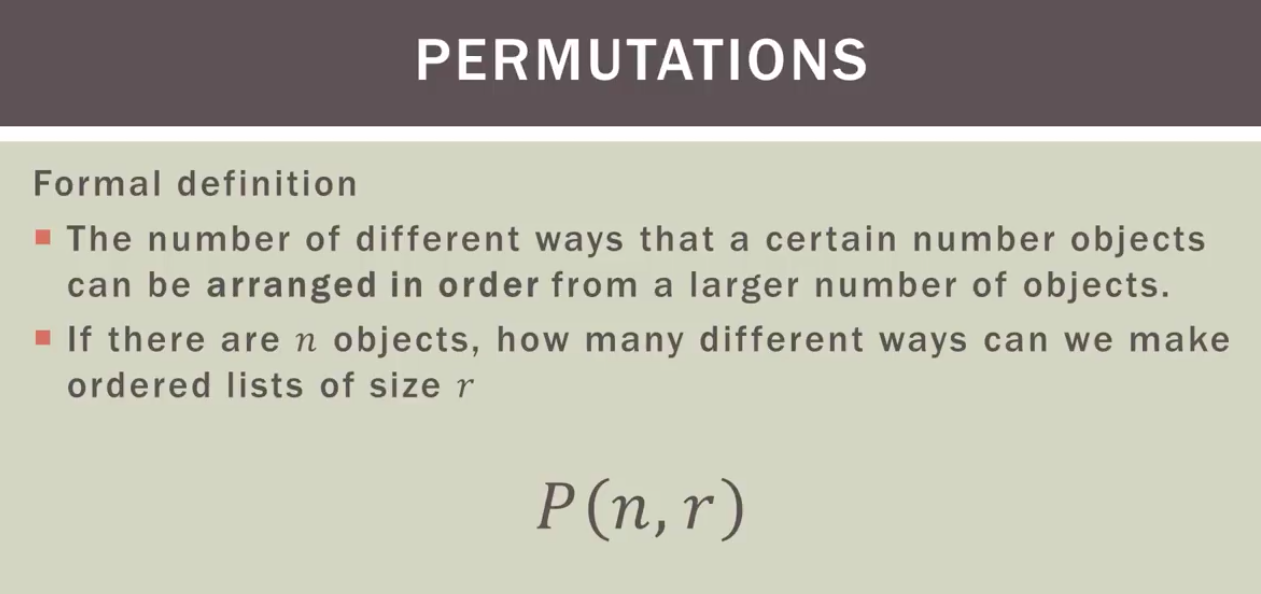 PERMUTATIONS
Formal definition
▪ The number of different ways that a certain number objects
can be arranged in order from a larger number of objects.
▪ If there are n objects, how many different ways can we make
ordered lists of size r
P(n, r)